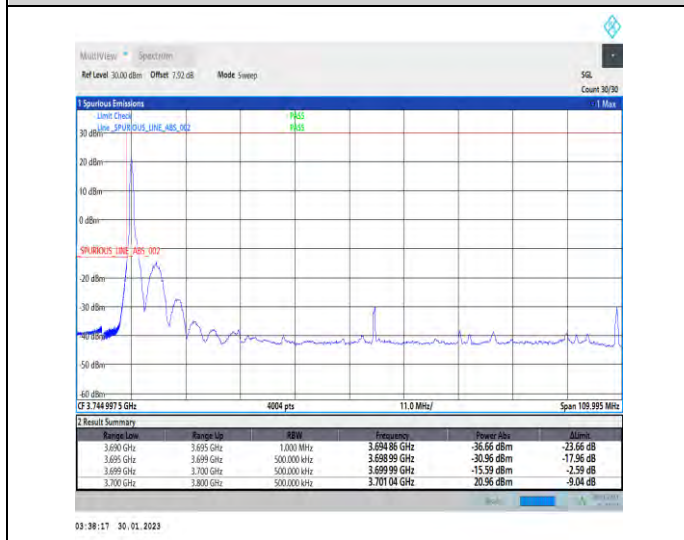 MultiView Spectrum
Ref Level 30.00 dBm Offset 7.92 dB Mode Sweep SGL
Count 30/30
1 Spurious Emissions 1 Max
Limit Check PASS
Line _SPURIOUS_LINE_ABS_002 PASS
30 dBm
20 dBm
10 dBm
0 dBm
_SPURIOUS_LINE_ABS_002
-20 dBm
-30 dBm
-40 dBm
-50 dBm
-60 dBm
CF 3.744 997 5 GHz 4004 pts 11.0 MHz/ Span 109.995 MHz
2 Result Summary
Range Low Range Up RBW Frequency Power Abs ΔLimit
3.690 GHz 3.695 GHz 1.000 MHz 3.694 86 GHz -36.66 dBm -23.66 dB
3.695 GHz 3.699 GHz 500.000 kHz 3.698 99 GHz -30.96 dBm -17.96 dB
3.699 GHz 3.700 GHz 500.000 kHz 3.699 99 GHz -15.59 dBm -2.59 dB
3.700 GHz 3.800 GHz 500.000 kHz 3.701 04 GHz 20.96 dBm -9.04 dB
03:38:17 30.01.2023